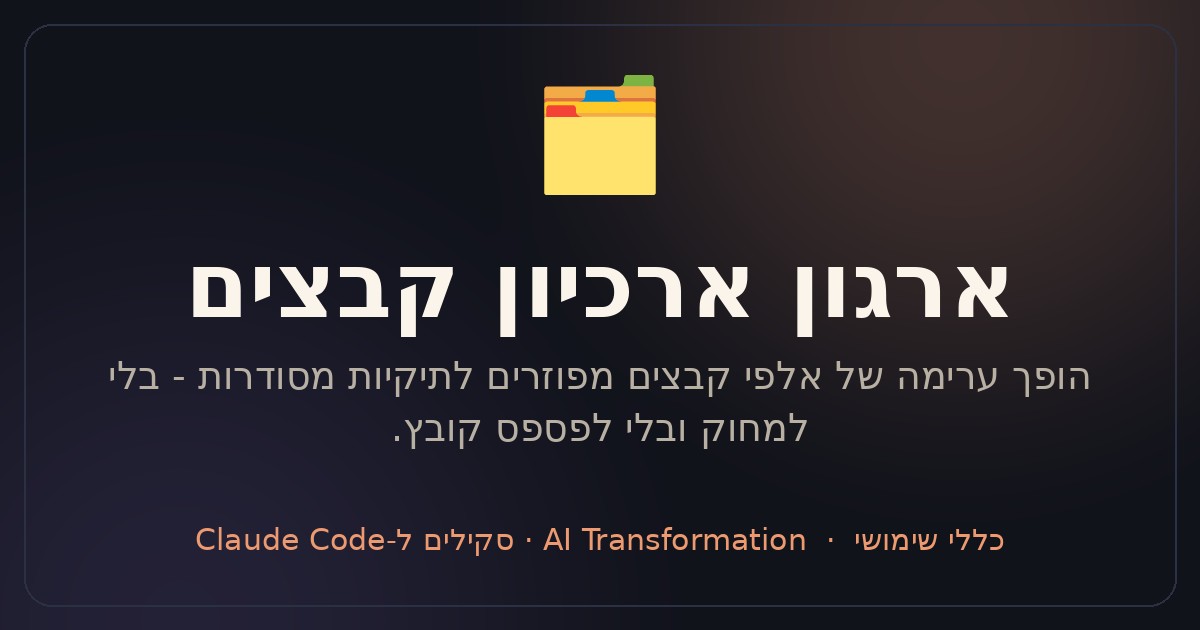 ארגון ארכיון קבצים
הופך ערימה של אלפי קבצים מפוזרים לתיקיות מסודרות - בלי
למחוק ובלי לפספס קובץ.
כללי שימושי · AI Transformation · סקילים ל-Claude Code